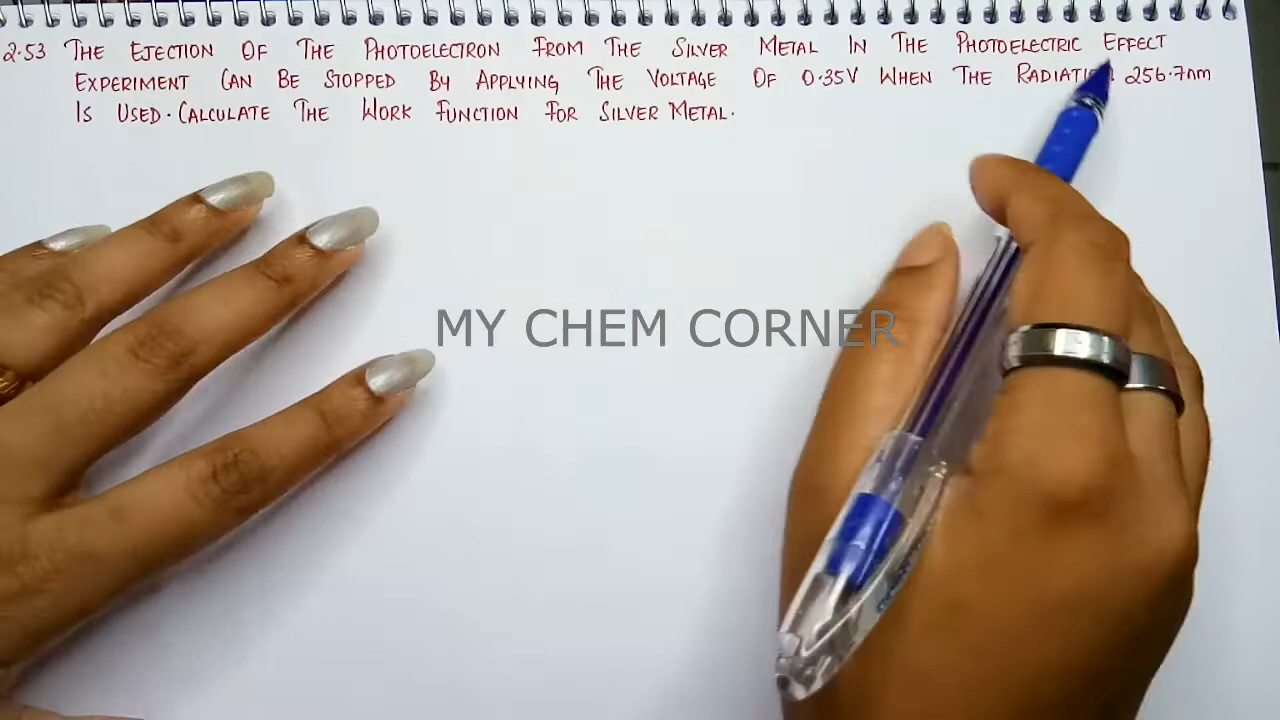 2.53 THE EJECTION OF THE PHOTOELECTRON FROM THE SILVER METAL IN THE PHOTOELECTRIC EFFECT
EXPERIMENT CAN BE STOPPED BY APPLYING THE VOLTAGE OF 0.35V WHEN THE 256.7nm
IS USED. CALCULATE THE WORK FUNCTION FOR SILVER METAL.
MY CHEM CORNER